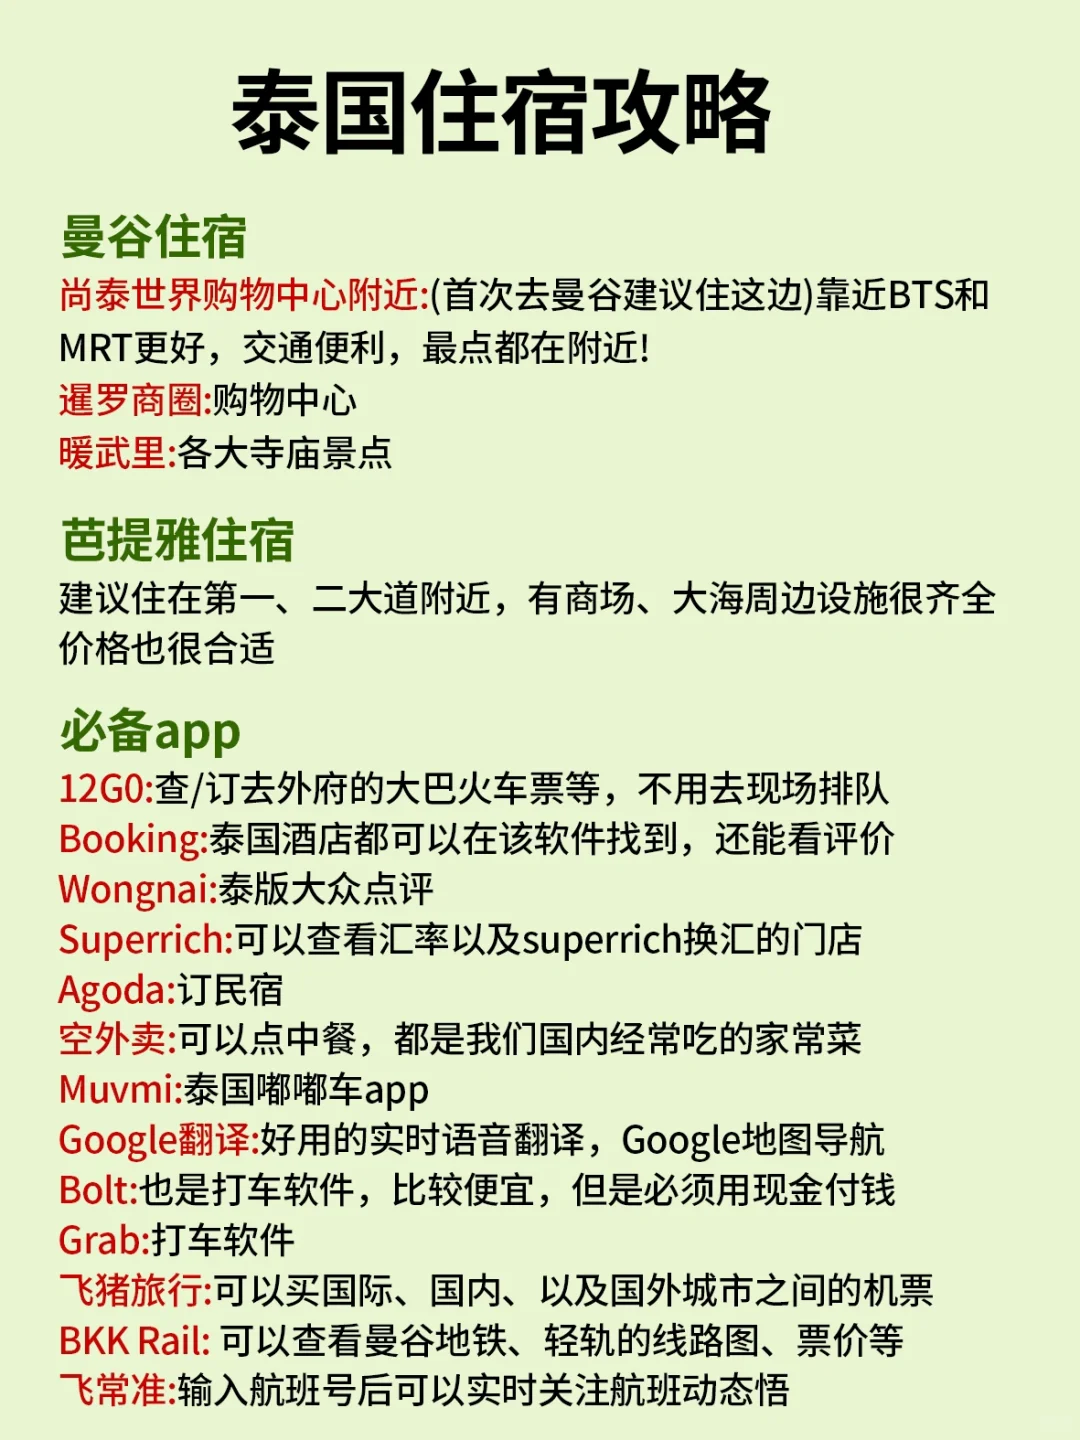 泰国住宿攻略
曼谷住宿
尚泰世界购物中心附近:(首次去曼谷建议住这边)靠近BTS和
MRT更好，交通便利，最点都在附近!
暹罗商圈:购物中心
暖武里:各大寺庙景点
芭提雅住宿
建议住在第一、二大道附近，有商场、大海周边设施很齐全
价格也很合适
必备app
12G0:查/订去外府的大巴火车票等，不用去现场排队
Booking:泰国酒店都可以在该软件找到，还能看评价
Wongnai:泰版大众点评
Superrich:可以查看汇率以及superrich换汇的门店
Agoda:订民宿
空外卖:可以点中餐，都是我们国内经常吃的家常菜
Muvmi:泰国嘟嘟车app
Google翻译:好用的实时语音翻译，Google地图导航
Bolt:也是打车软件，比较便宜，但是必须用现金付钱
Grab:打车软件
飞猪旅行:可以买国际、国内、以及国外城市之间的机票
BKK Rail: 可以查看曼谷地铁、轻轨的线路图、票价等
飞常准:输入航班号后可以实时关注航班动态悟